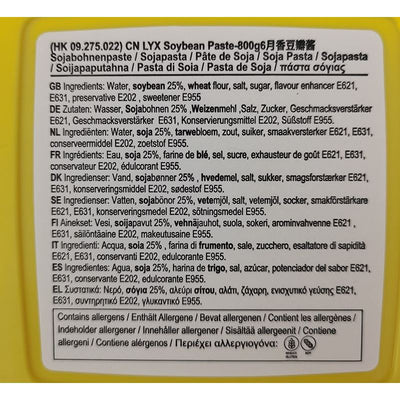 (HK 09.275.022) CN LYX Soybean Paste-800g6月香豆瓣酱
Sojabohnenpaste / Sojapasta / Pâte de Soja / Soja Pasta / Sojapasta
/ Soijapaputahna / Pasta di Soia / Pasta de Soja / πάστα σόγιας
GB Ingredients: Water, soybean 25%, wheat flour, salt, sugar, flavour enhancer E621,
E631, preservative E202 , sweetener E955
DE Zutaten: Wasser, Sojabohnen 25% ,Weizenmehl ,Salz, Zucker, Geschmacksverstärker
E621, Geschmacksverstärker E631, Konservierungsmittel E202, Süßstoff E955.
NL Ingrediënten: Water, soja 25%, tarwebloem, zout, suiker, smaakversterker E621, E631,
conserveermiddel E202, zoetstof E955.
FR Ingrédients: Eau, soja 25%, farine de blé, sel, sucre, exhausteur de goût E621, E631,
conservateur E202, édulcorant E955.
DK Ingredienser: Vand, sojabønner 25% , hvedemel, salt, sukker, smagsforstærker E621,
E631, konserveringsmiddel E202, sødestof E955.
SE Ingredienser: Vatten, sojabönor 25%, vetemjöl, salt, vetemjöl, socker, smakförstärkare
E621, E631, konserveringsmedel E202, sötningsmedel E955.
FI Ainekset: Vesi, soijapavut 25%, vehnäjauhot, suola, sokeri, arominvahvenne E621 ,
E631, säilöntäaine E202, makeutusaine E955.
IT Ingredienti: Acqua, soia 25% , farina di frumento, sale, zucchero, esaltatore di sapidità
E621, E631, conservanti E202, edulcorante E955.
ES Ingredientes: Agua, soja 25% , harina de trigo, sal, azúcar, potenciador del sabor E621,
E631, conservante E202, edulcorante E955.
EL Συστατικά: Νερό, σόγια 25%, αλεύρι σίτου, αλάτι, ζάχαρη, ενισχυτικό γεύσης E621,
E631, συντηρητικό E202, γλυκαντικό E955.
Contains allergens / Enthält Allergene / Bevat allergenen / Contient les allergènes /
Indeholder allergener / Innehåller allergener / Sisältää allergeenit /
Contiene allergeni / Contiene alérgenos / Περιέχει αλλεργιογόνα